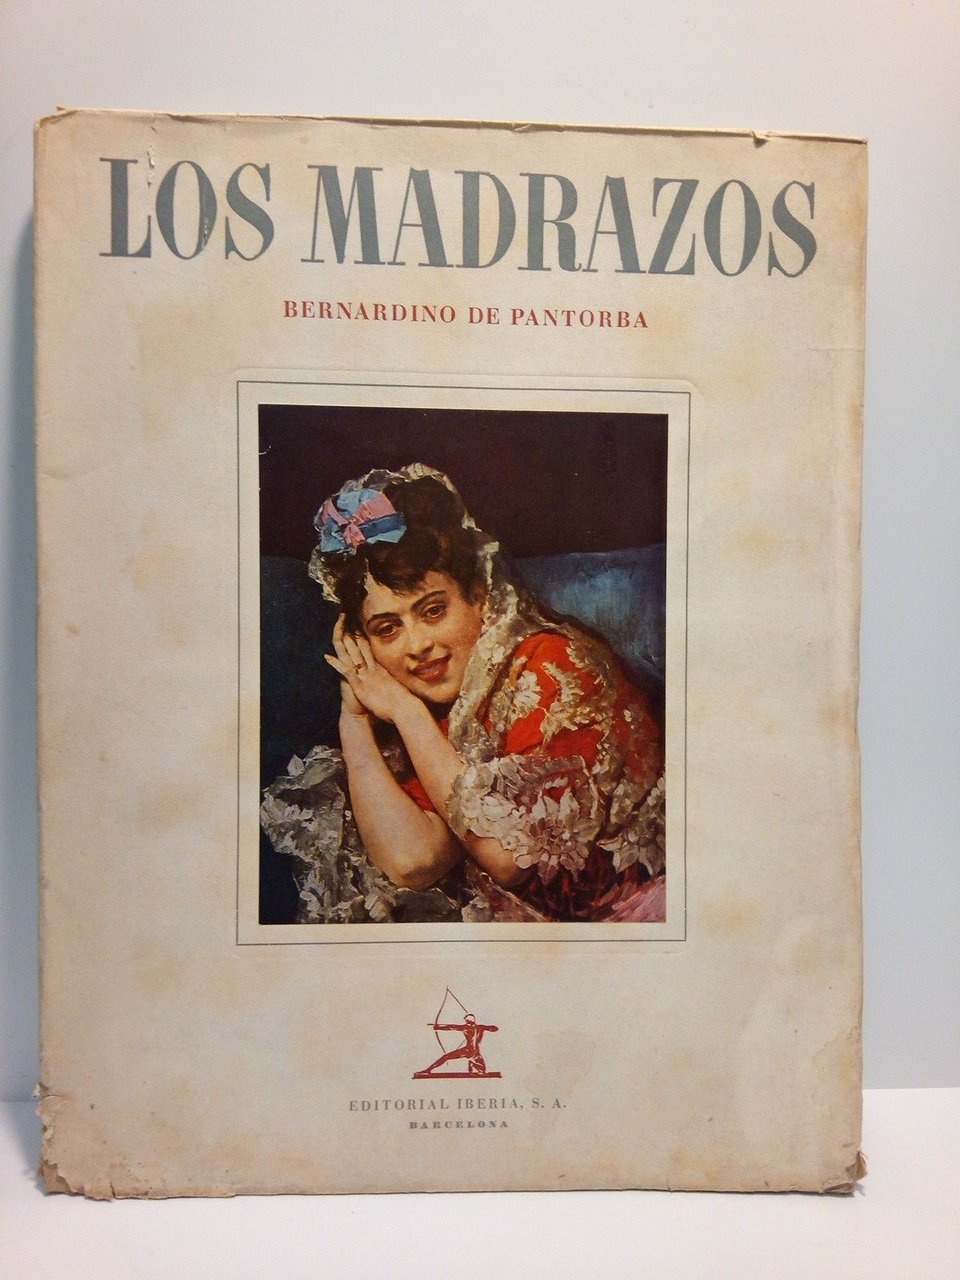 LOS MADRAZOS
BERNARDINO DE PANTORBA
EDITORIAL IBERIA, S. A.
BARCELONA